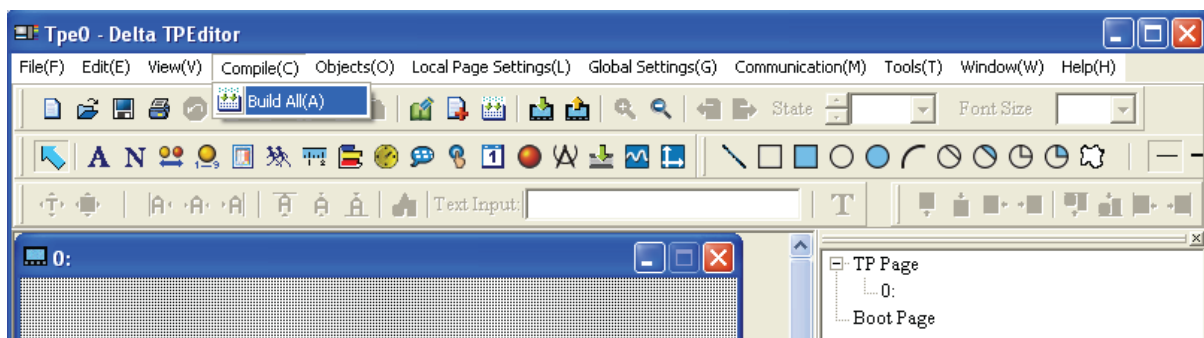 Tpe0 - Delta TPEditor
File(F) Edit(E) View(V) Compile(C) Objects(O) Local Page Settings(L) Global Settings(G) Communication(M) Tools(T) Window(W) Help(H)
Build All(A)
State Font Size
A N 1
Text Input: T
0:
TP Page
0:
Boot Page